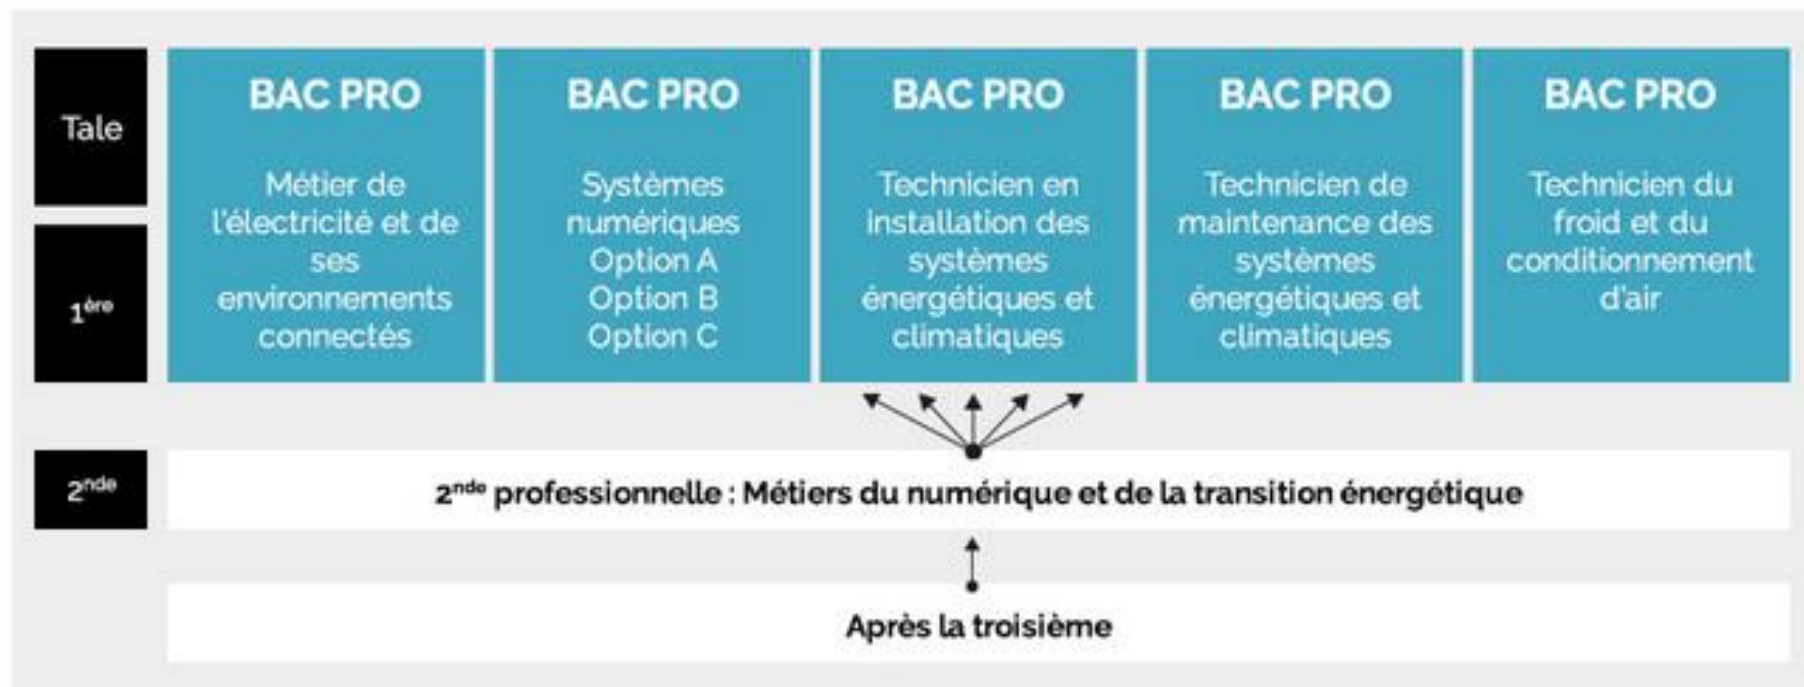 Tale
1ère
BAC PRO
Métier de
l'électricité et de
ses
environnements
connectés
BAC PRO
Systèmes
numériques
Option A
Option B
Option C
BAC PRO
Technicien en
installation des
systèmes
énergétiques et
climatiques
BAC PRO
Technicien de
maintenance des
systèmes
énergétiques et
climatiques
BAC PRO
Technicien du
froid et du
conditionnement
d'air
2nde
2nde professionnelle : Métiers du numérique et de la transition énergétique
Après la troisième